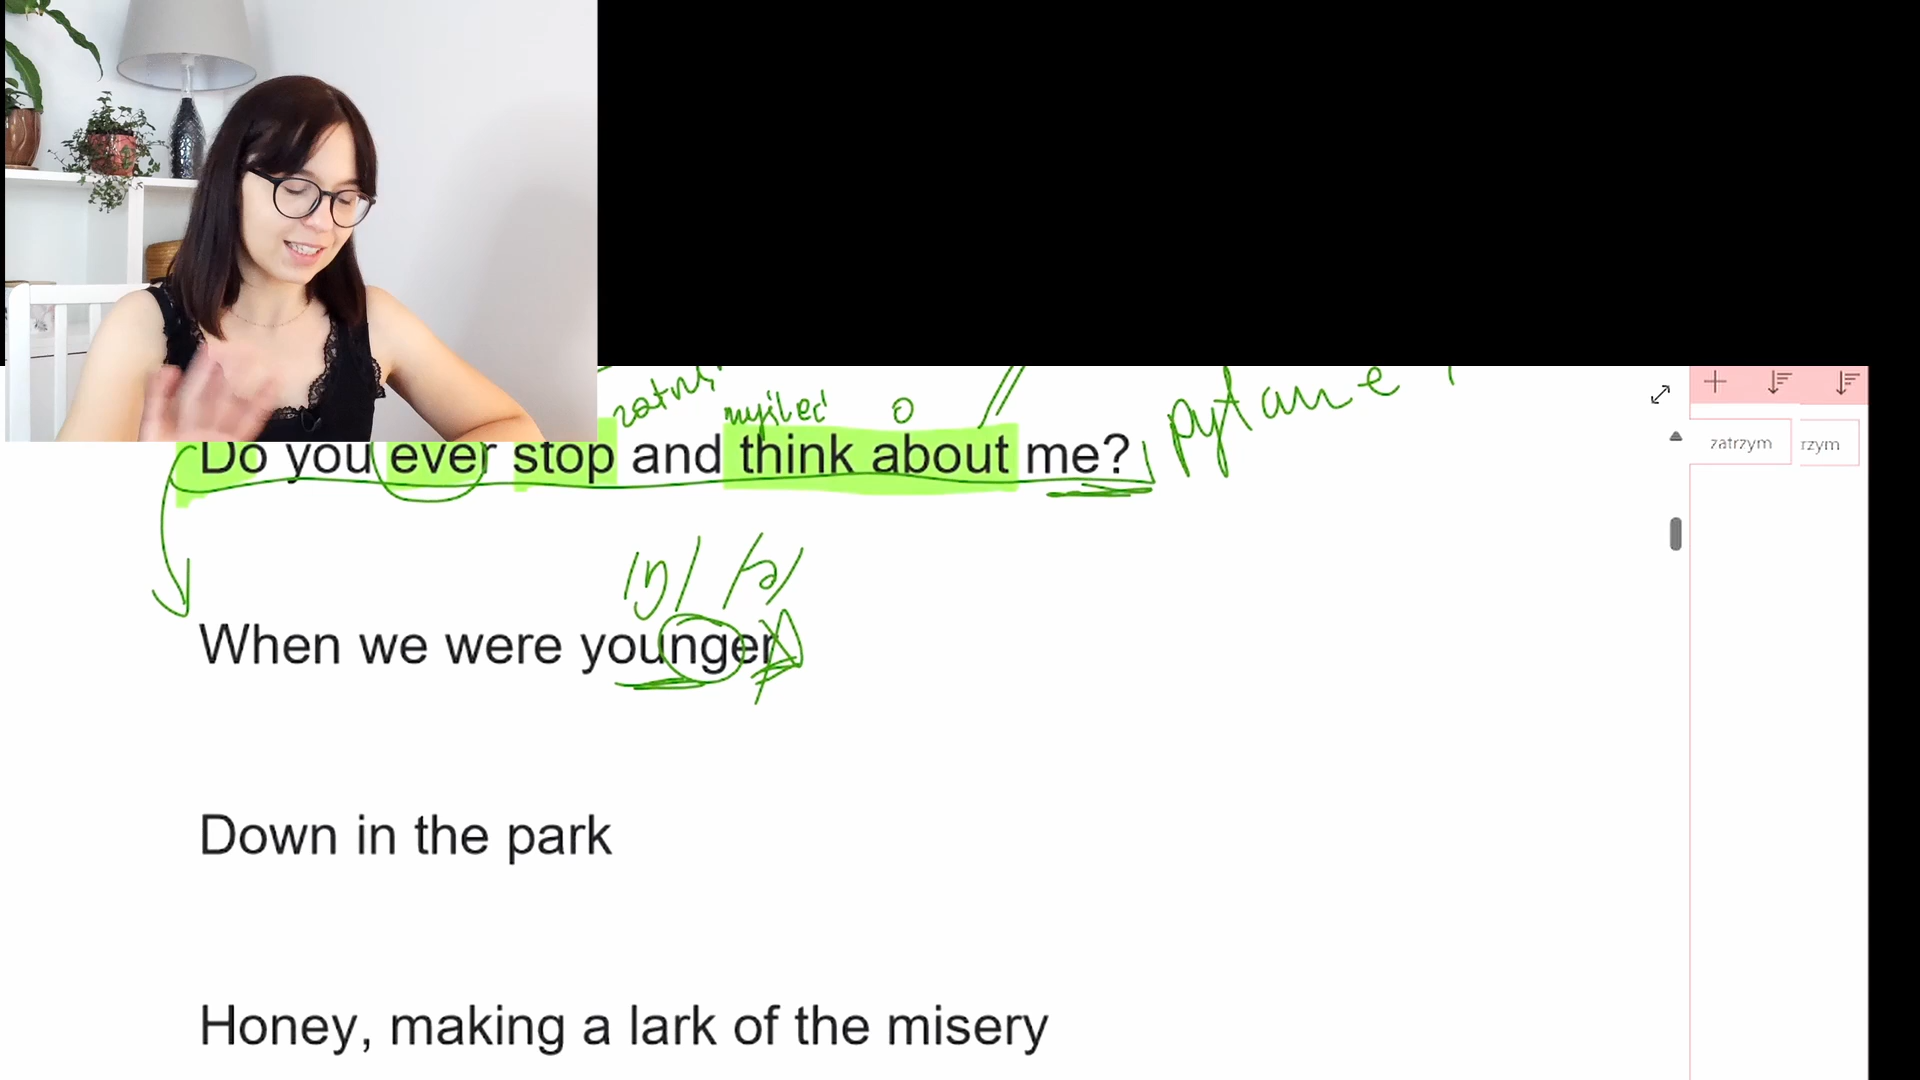 myśleć o pytanie
zatrzym rzym
Do you ever stop and think about me?
/ŋ/ /ə/
When we were younger
Down in the park
Honey, making a lark of the misery